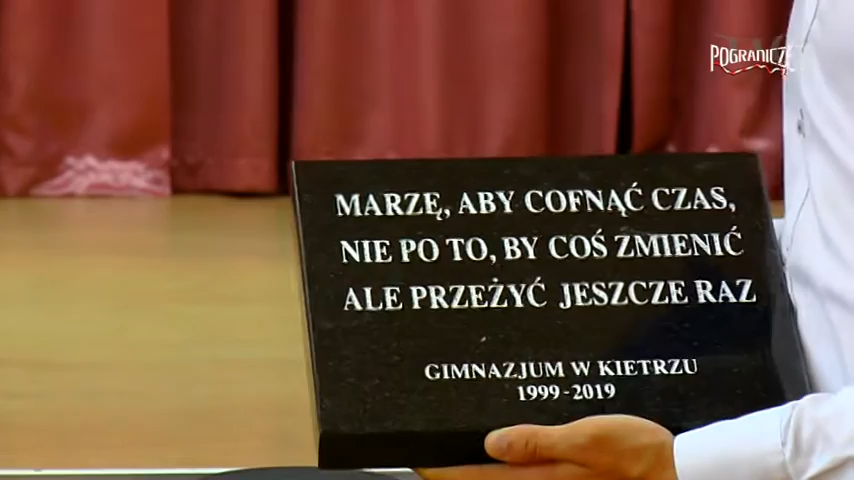 POGRANICZE
MARZĘ, ABY COFNĄĆ CZAS,
NIE PO TO, BY COŚ ZMIENIĆ
ALE PRZEŻYĆ JESZCZE RAZ
GIMNAZJUM W KIETRZU
1999-2019